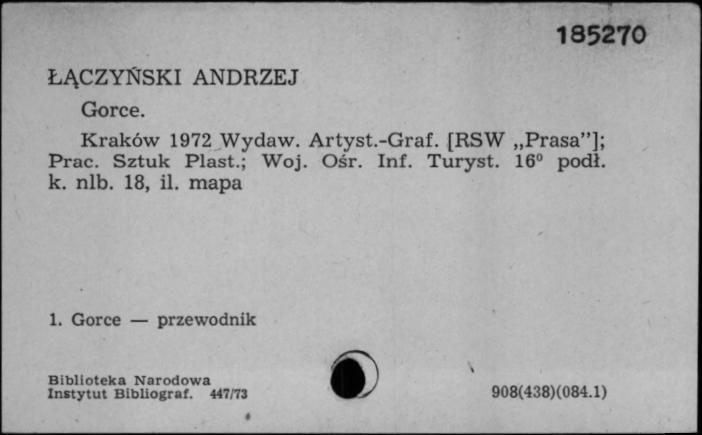 185270
ŁĄCZYŃSKI ANDRZEJ
Gorce.
Kraków 1972 Wydaw. Artyst.-Graf. [RSW „Prasa”];
Prac. Sztuk Plast.; Woj. Ośr. Inf. Turyst. 16⁰ podł.
k. nlb. 18, il. mapa
1. Gorce — przewodnik
Biblioteka Narodowa
Instytut Bibliograf. 447/73
908(438)(084.1)